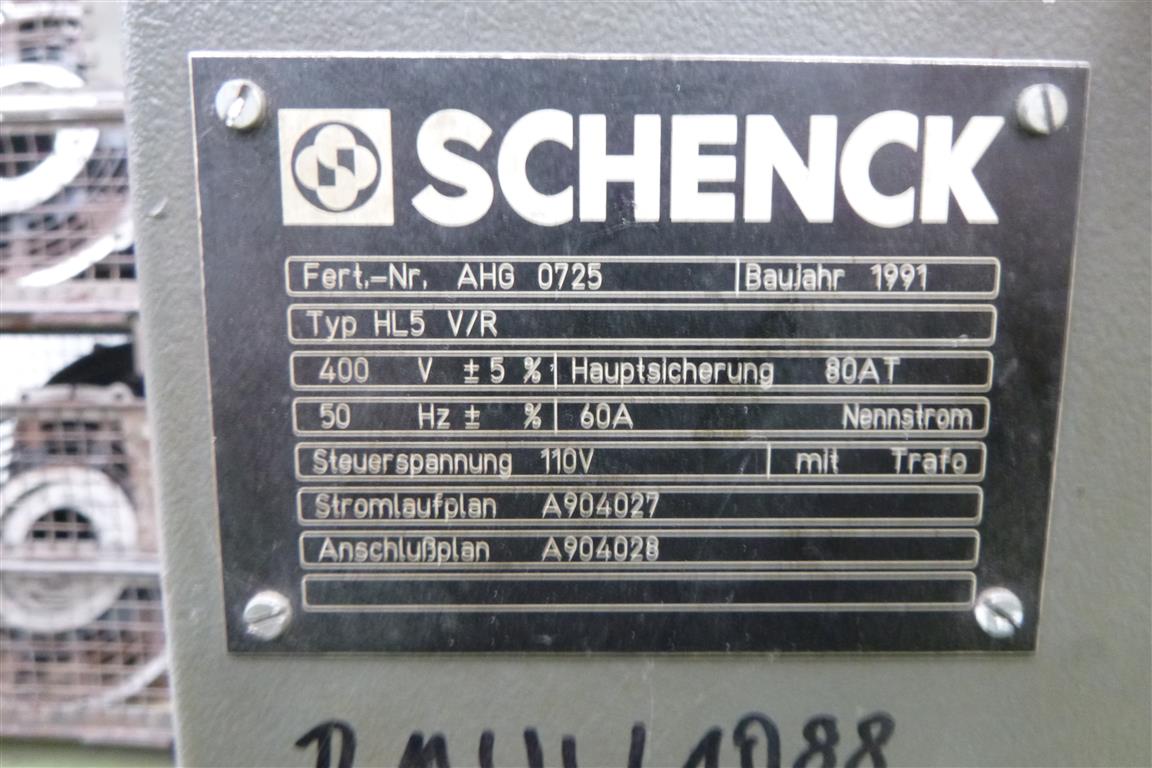 SCHENCK
Fert.-Nr. AHG 0725 Baujahr 1991
Typ HL5 V/R
400 V ± 5 % Hauptsicherung 80AT
50 Hz ± % 60A Nennstrom
Steuerspannung 110V mit Trafo
Stromlaufplan A904027
Anschlußplan A904028